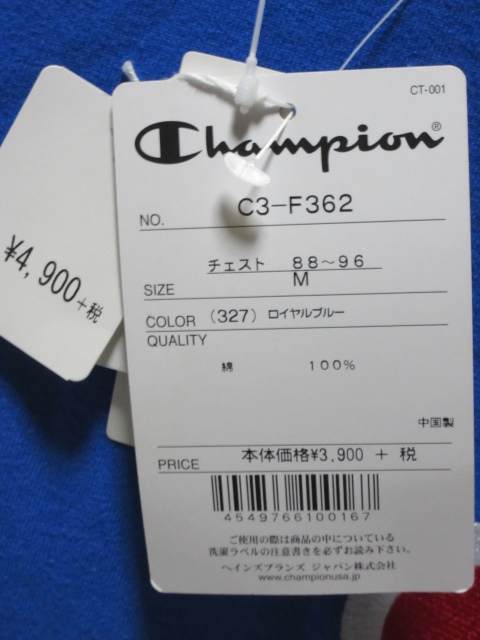 CT-001
Champion®
NO. C3-F362
チェスト 88～96
SIZE M
COLOR (327) ロイヤルブルー
QUALITY
綿 100%
中国製
PRICE 本体価格¥3,900 + 税
4549766100167
ご使用の際は商品の中についている
洗濯ラベルの注意書きを必ずお読み下さい。
ヘインズブランズ ジャパン株式会社
www.championusa.jp
¥4,900+税